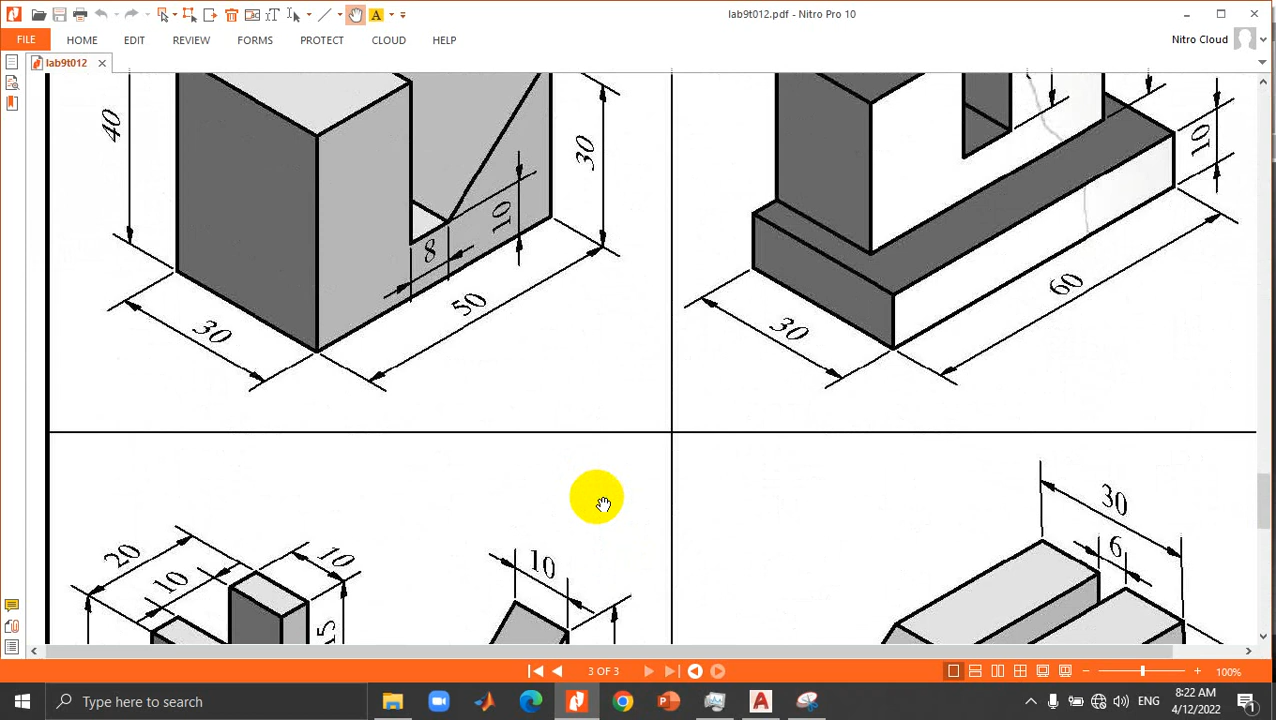 lab9t012.pdf - Nitro Pro 10
FILE HOME EDIT REVIEW FORMS PROTECT CLOUD HELP
Nitro Cloud
lab9t012
40
30
10
8
50
30
10
60
30
20
10
10
15
10
30
6
3 OF 3
100%
Type here to search
ENG
8:22 AM
4/12/2022
1